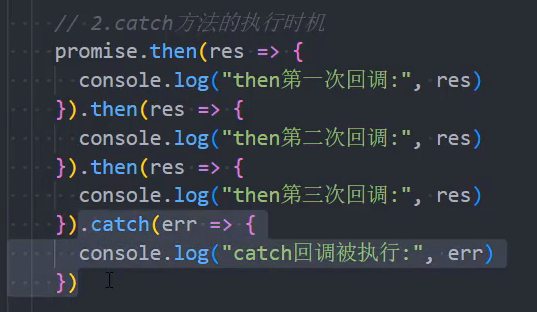 // 2.catch方法的执行时机
promise.then(res => {
console.log("then第一次回调:", res)
}).then(res => {
console.log("then第二次回调:", res)
}).then(res => {
console.log("then第三次回调:", res)
}).catch(err => {
console.log("catch回调被执行:", err)
})